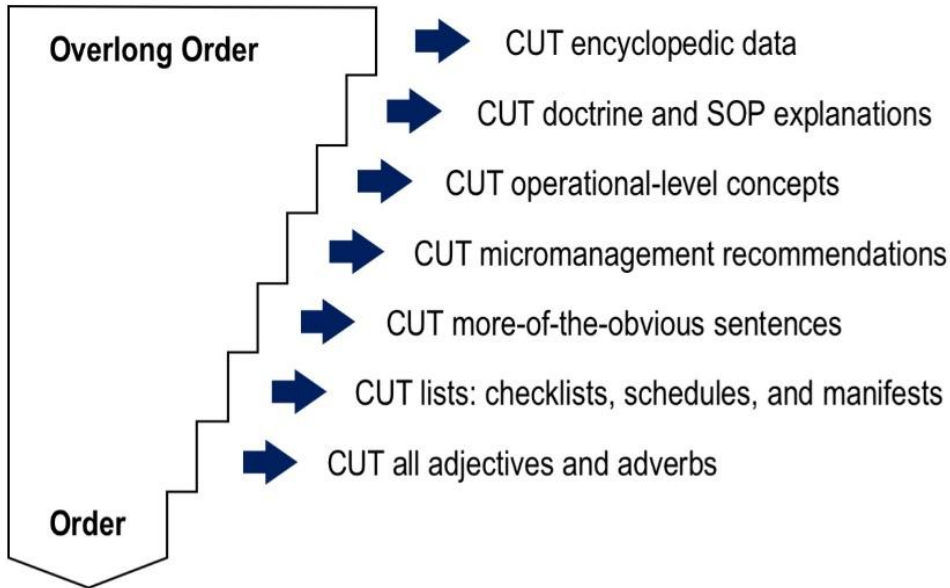 Overlong Order
CUT encyclopedic data
CUT doctrine and SOP explanations
CUT operational-level concepts
CUT micromanagement recommendations
CUT more-of-the-obvious sentences
CUT lists: checklists, schedules, and manifests
CUT all adjectives and adverbs
Order